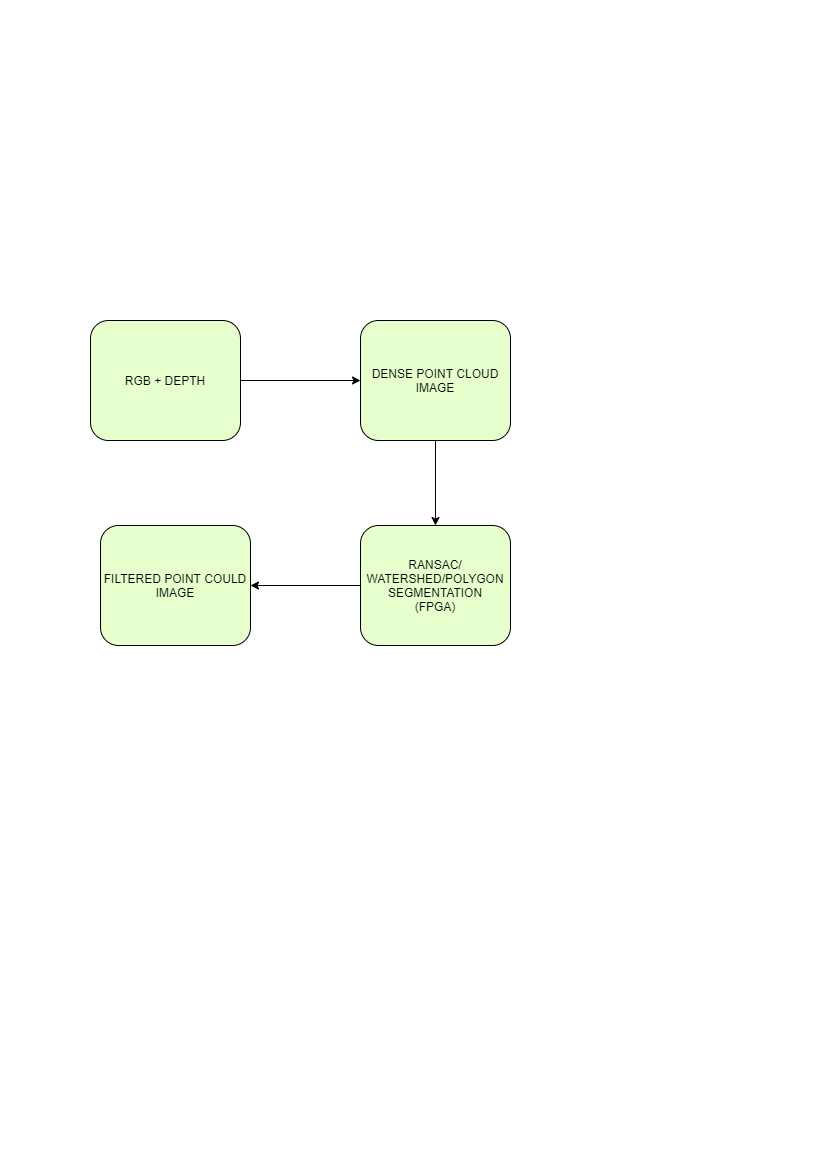 RGB + DEPTH
DENSE POINT CLOUD
IMAGE
RANSAC/
WATERSHED/POLYGON
SEGMENTATION
(FPGA)
FILTERED POINT COULD
IMAGE